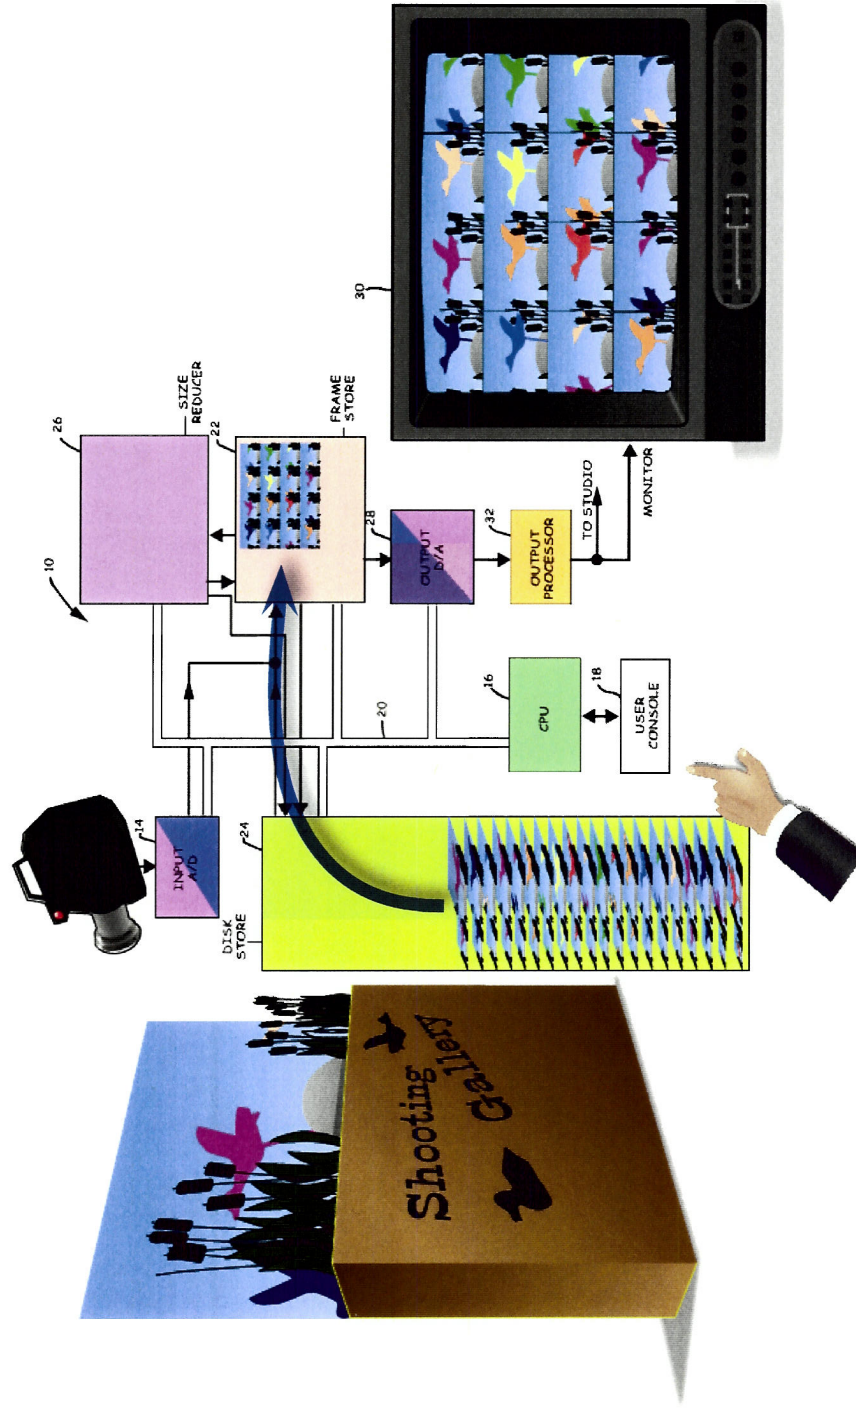 Shooting
Gallery
10
14
INPUT
A/D
DISK
STORE
24
26
SIZE
REDUCER
22
FRAME
STORE
28
OUTPUT
D/A
32
OUTPUT
PROCESSOR
TO STUDIO
MONITOR
30
20
16
CPU
18
USER
CONSOLE